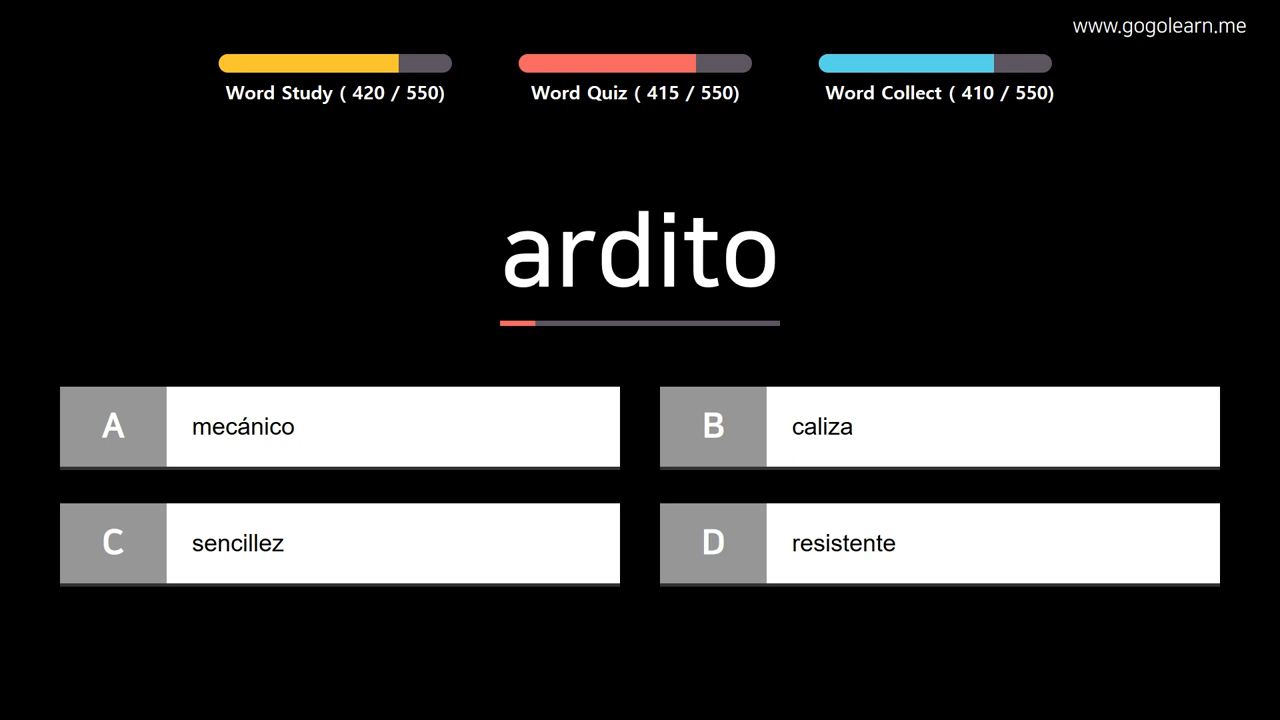 www.gogolearn.me
Word Study ( 420 / 550)
Word Quiz ( 415 / 550)
Word Collect ( 410 / 550)
ardito
A mecánico
B caliza
C sencillez
D resistente